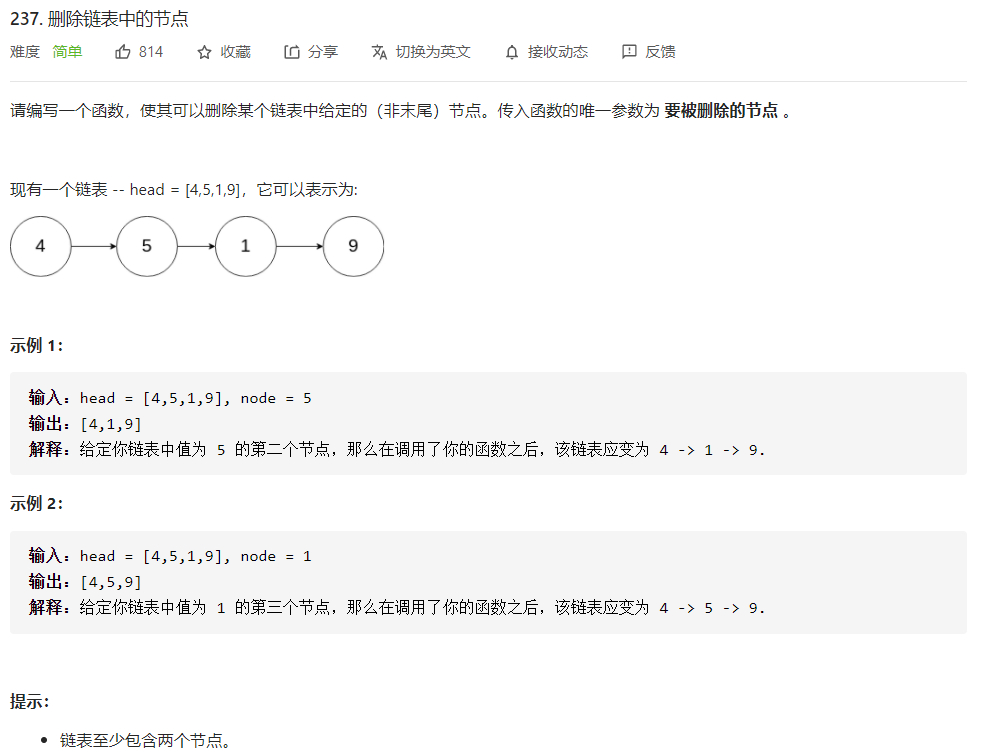 237. 删除链表中的节点
难度 简单 814 收藏 分享 切换为英文 接收动态 反馈
请编写一个函数，使其可以删除某个链表中给定的（非末尾）节点。传入函数的唯一参数为 要被删除的节点 。
现有一个链表 -- head = [4,5,1,9]，它可以表示为:
4 5 1 9
示例 1：
输入：head = [4,5,1,9], node = 5
输出：[4,1,9]
解释：给定你链表中值为 5 的第二个节点，那么在调用了你的函数之后，该链表应变为 4 -> 1 -> 9.
示例 2：
输入：head = [4,5,1,9], node = 1
输出：[4,5,9]
解释：给定你链表中值为 1 的第三个节点，那么在调用了你的函数之后，该链表应变为 4 -> 5 -> 9.
提示：
• 链表至少包含两个节点。